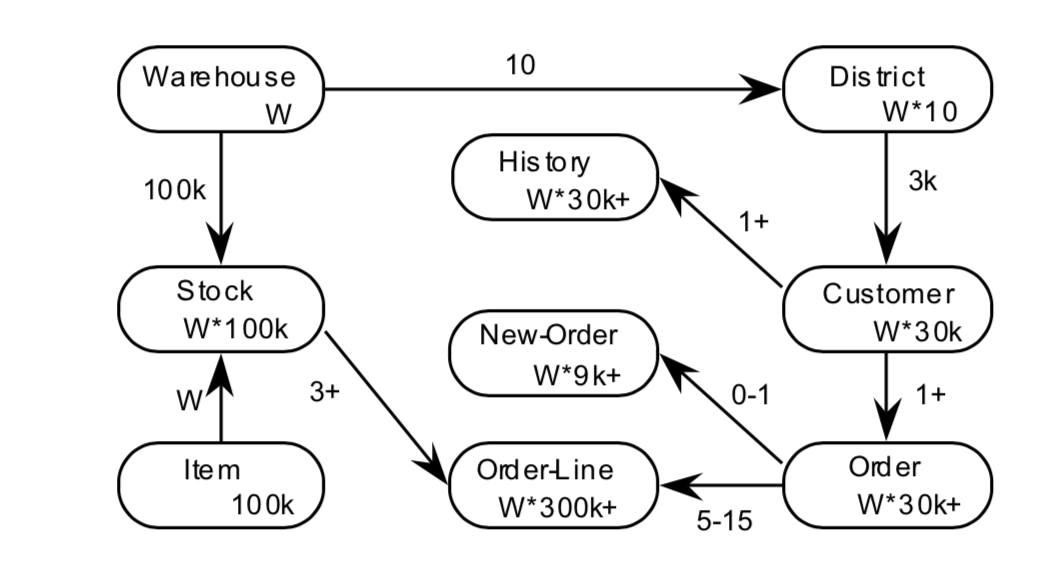 Warehouse
W
10
District
W*10
100k
History
W*30k+
1+
3k
Stock
W*100k
Customer
W*30k
New-Order
W*9k+
W
3+
0-1
1+
Item
100k
Order-Line
W*300k+
5-15
Order
W*30k+